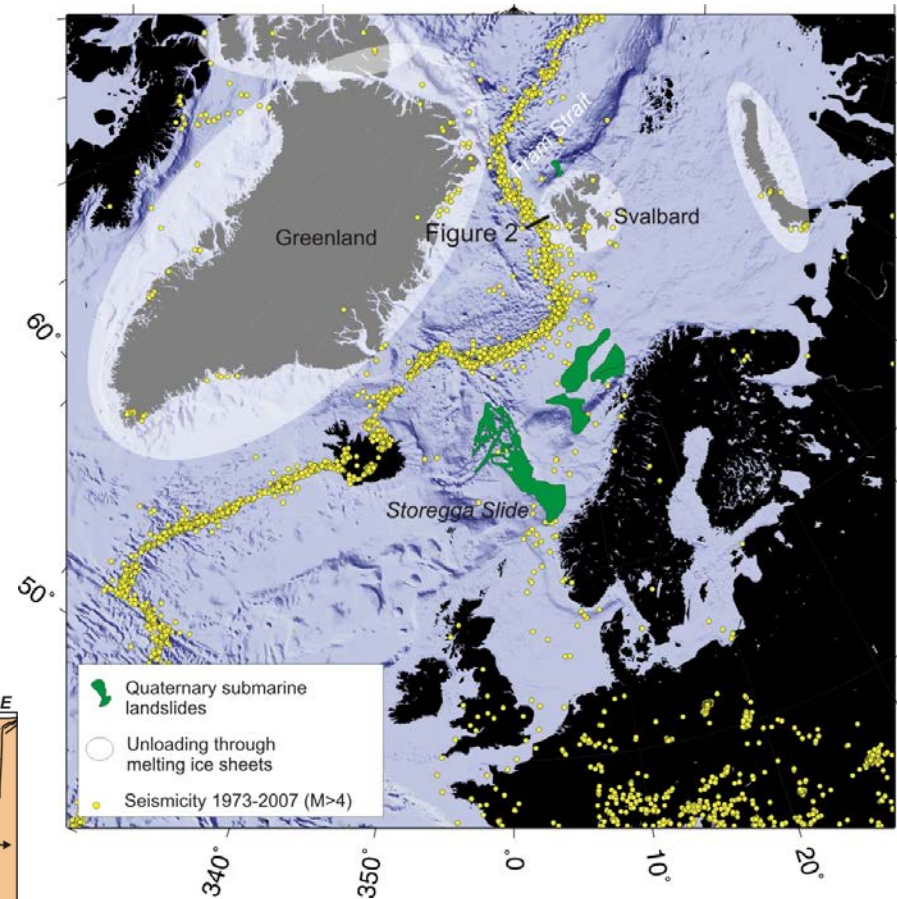 Fram Strait
Svalbard
Greenland
Figure 2
60°
Storegga Slide
50°
E
Quaternary submarine
landslides
Unloading through
melting ice sheets
Seismicity 1973-2007 (M>4)
340°
350°
0°
10°
20°